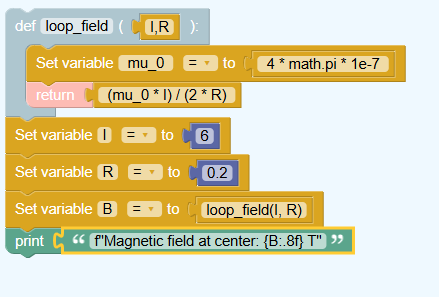 def loop_field ( I,R ):
Set variable mu_0 = to 4 * math.pi * 1e-7
return (mu_0 * I) / (2 * R)
Set variable I = to 6
Set variable R = to 0.2
Set variable B = to loop_field(I, R)
print “ f"Magnetic field at center: {B:.8f} T" ”